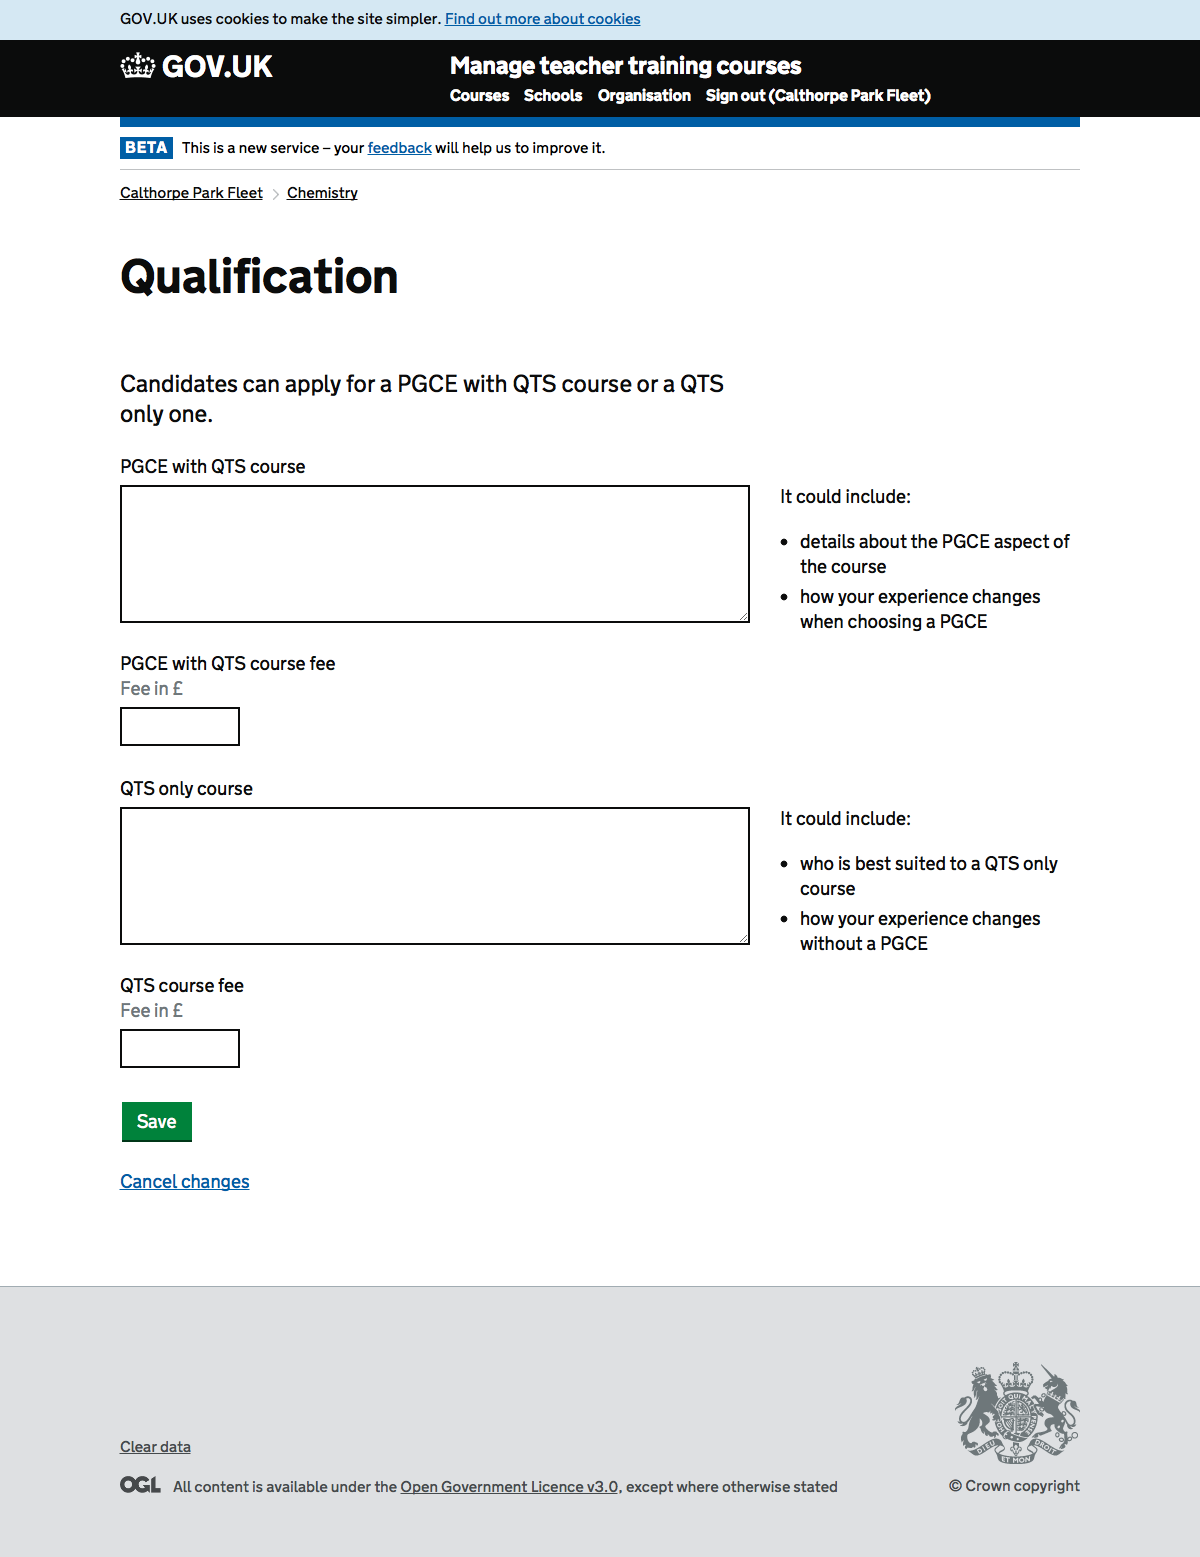 GOV.UK uses cookies to make the site simpler. Find out more about cookies
GOV.UK
Manage teacher training courses
Courses Schools Organisation Sign out (Calthorpe Park Fleet)
BETA This is a new service – your feedback will help us to improve it.
Calthorpe Park Fleet > Chemistry
Qualification
Candidates can apply for a PGCE with QTS course or a QTS
only one.
PGCE with QTS course
It could include:
• details about the PGCE aspect of
the course
• how your experience changes
when choosing a PGCE
PGCE with QTS course fee
Fee in £
QTS only course
It could include:
• who is best suited to a QTS only
course
• how your experience changes
without a PGCE
QTS course fee
Fee in £
Save
Cancel changes
Clear data
OGL All content is available under the Open Government Licence v3.0, except where otherwise stated
DIEU ET MON DROIT
© Crown copyright